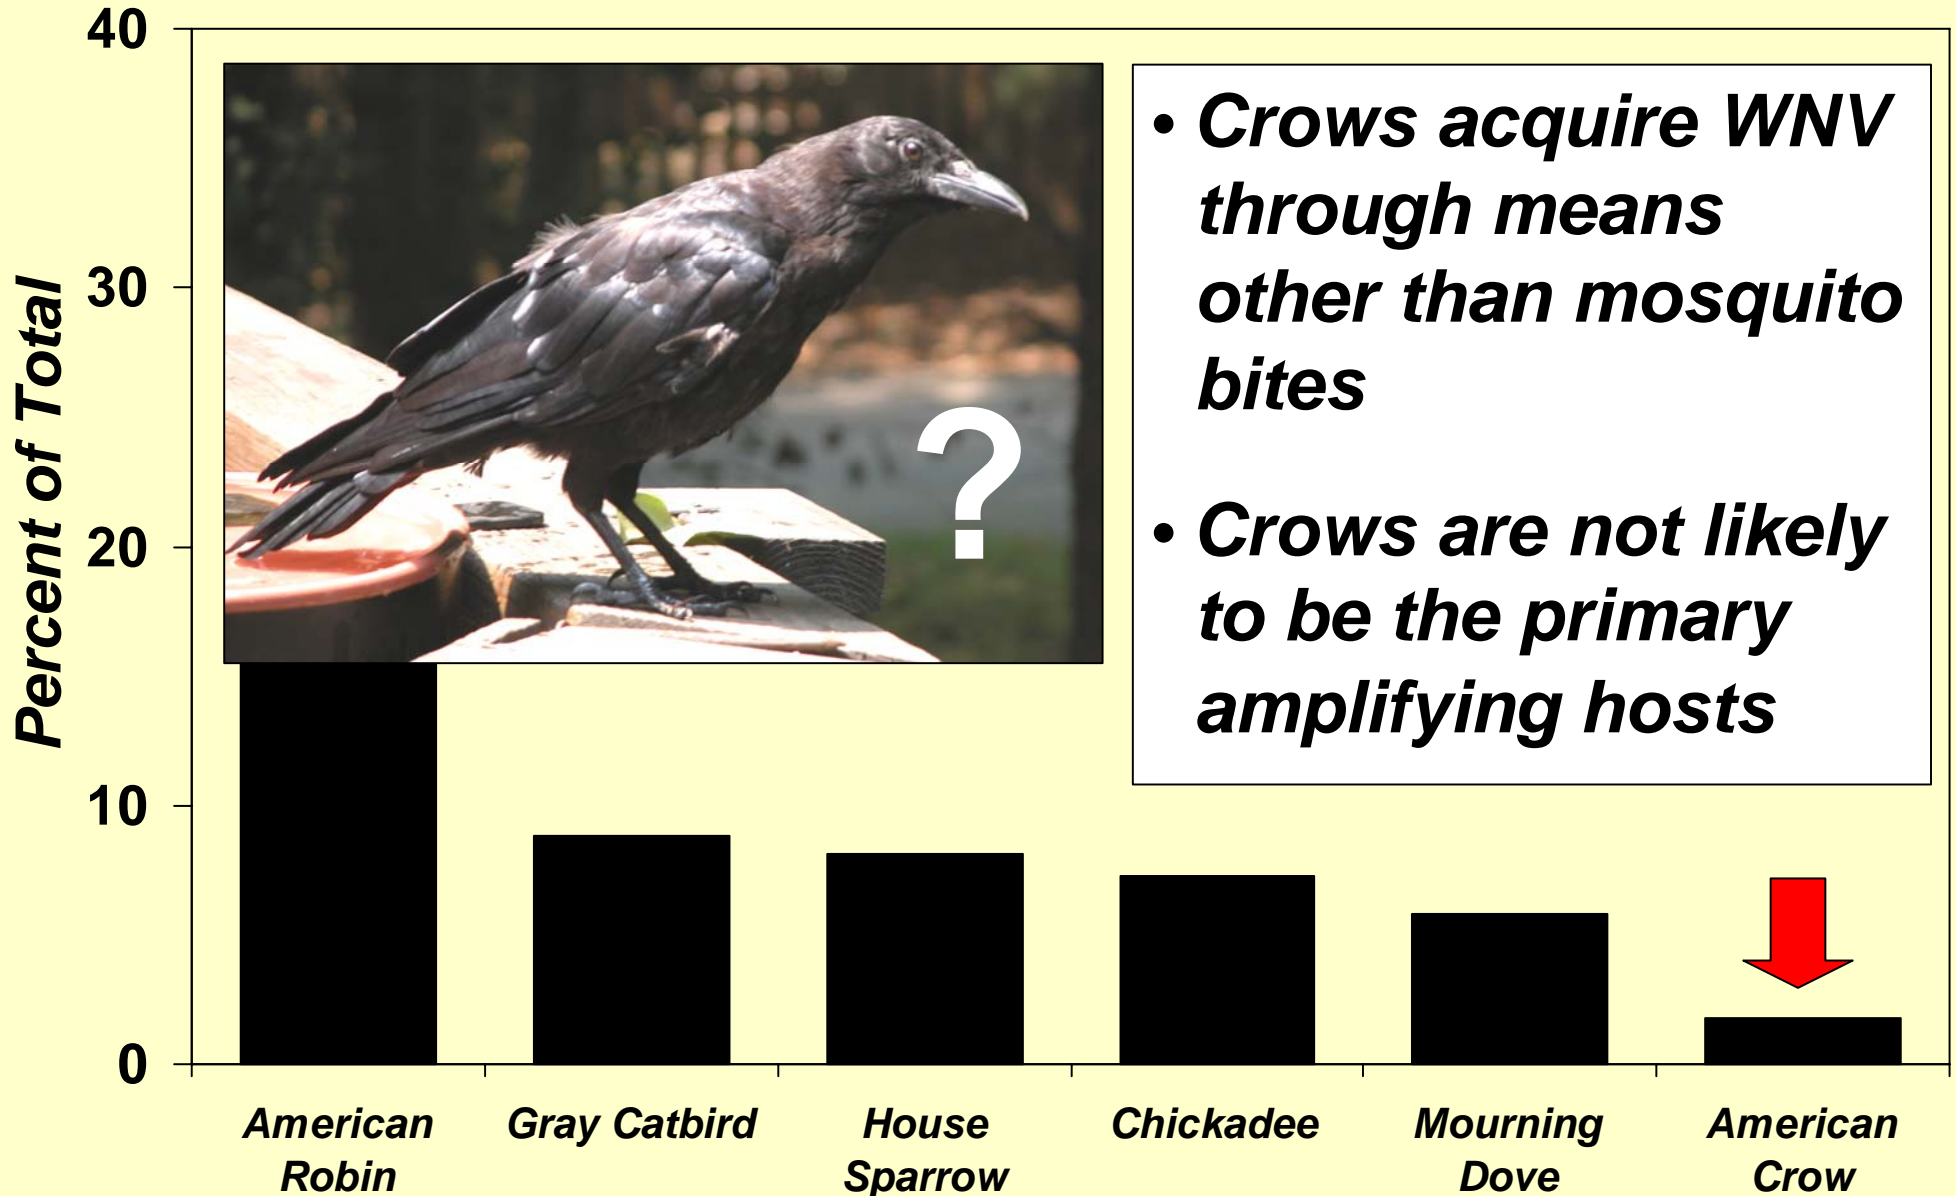 40
30
20
10
0
Percent of Total
?
• Crows acquire WNV
through means
other than mosquito
bites
• Crows are not likely
to be the primary
amplifying hosts
American
Robin
Gray Catbird
House
Sparrow
Chickadee
Mourning
Dove
American
Crow